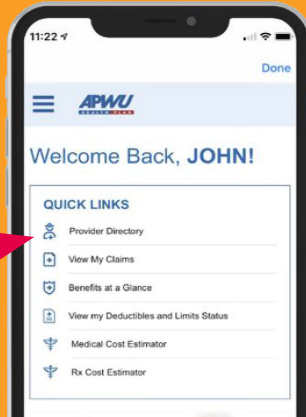 11:22
Done
APWU
HEALTH PLAN
Welcome Back, JOHN!
QUICK LINKS
Provider Directory
View My Claims
Benefits at a Glance
View my Deductibles and Limits Status
Medical Cost Estimator
Rx Cost Estimator